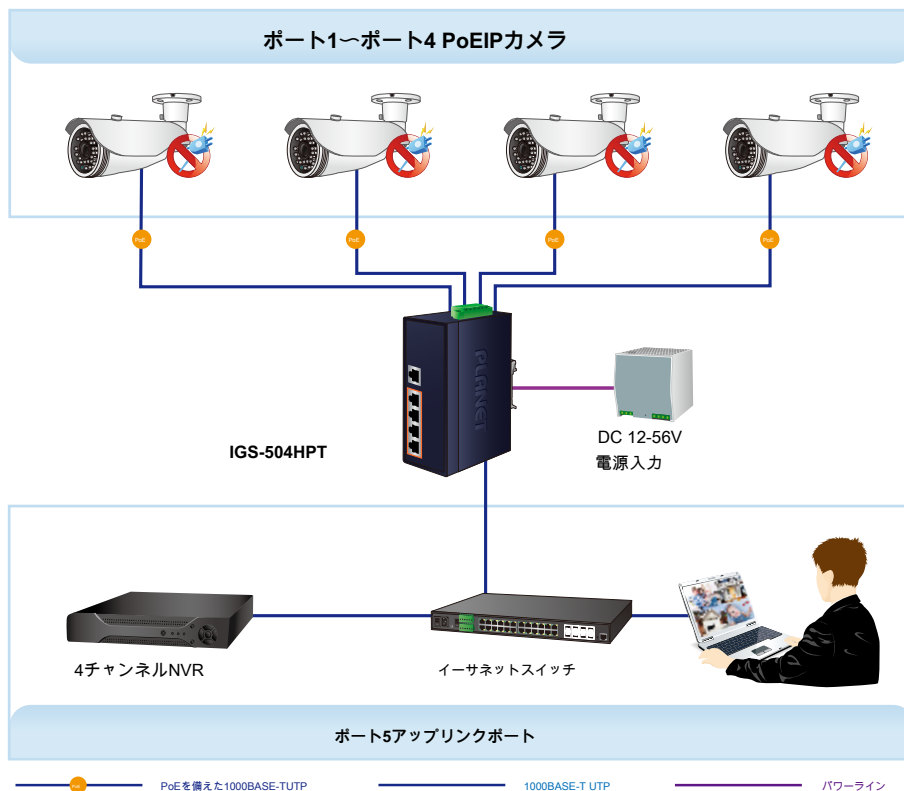 ポート1〜ポート4 PoEIPカメラ
PoE
PoE
PoE
PoE
PLANET
IGS-504HPT
DC 12-56V
電源入力
4チャンネルNVR
イーサネットスイッチ
ポート5アップリンクポート
PoE
PoEを備えた1000BASE-TUTP
1000BASE-T UTP
パワーライン